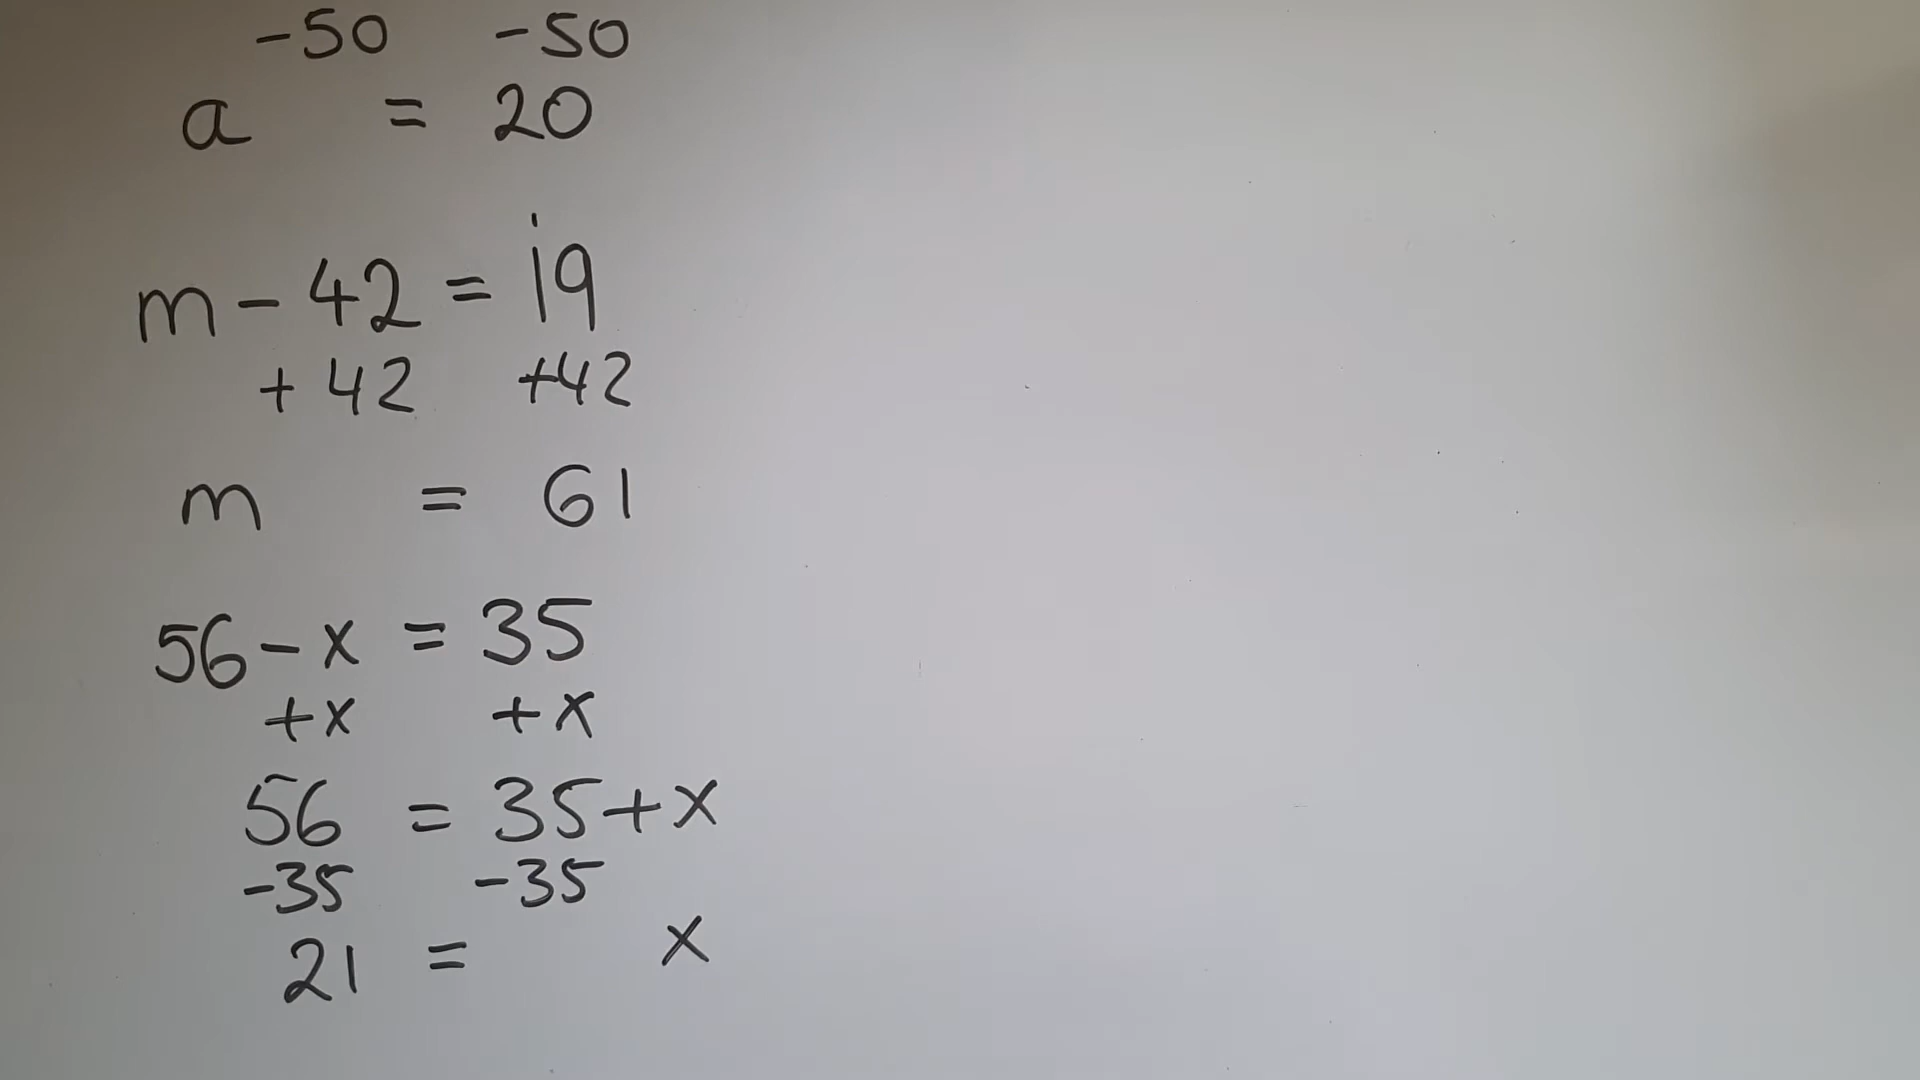 -50 -50
a = 20
m - 42 = 19
+ 42 +42
m = 61
56 - x = 35
+x +x
56 = 35+x
-35 -35
21 = x